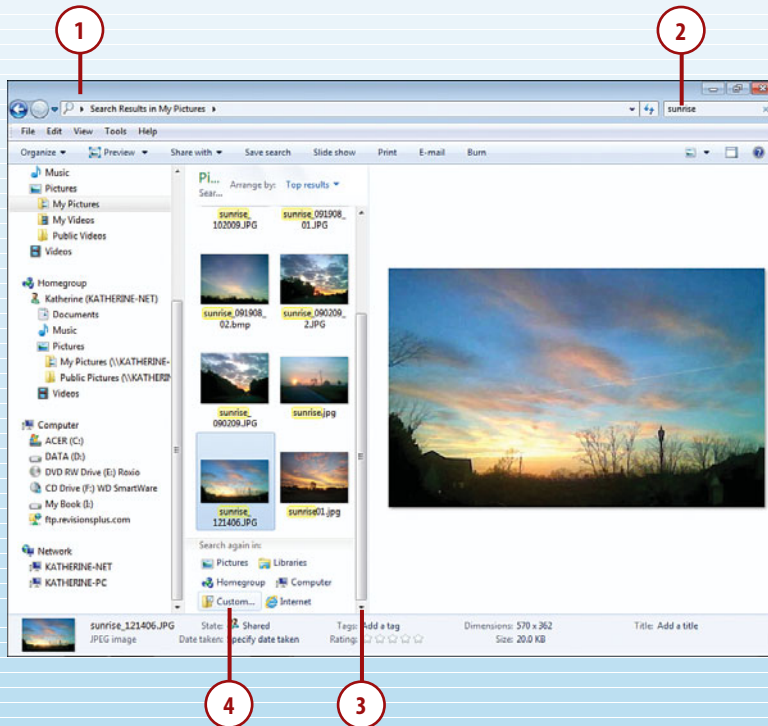 1
2
Search Results in My Pictures
sunrise
File Edit View Tools Help
Organize Preview Share with Save search Slide show Print E-mail Burn
Music
Pictures
My Pictures
My Videos
Public Videos
Videos
Homegroup
Katherine (KATHERINE-NET)
Documents
Music
Pictures
My Pictures (\\KATHERINE-
Public Pictures (\\KATHERIN
Videos
Computer
ACER (C:)
DATA (D:)
DVD RW Drive (E:) Roxio
CD Drive (F:) WD SmartWare
My Book (I:)
ftp.revisionsplus.com
Network
KATHERINE-NET
KATHERINE-PC
Pi...
Sear...
Arrange by: Top results
sunrise_
102009.JPG
sunrise_091908_
01.JPG
sunrise_091908_
02.bmp
sunrise_090209_
2.JPG
sunrise_
090209.JPG
sunrise.jpg
sunrise_
121406.JPG
sunrise01.jpg
Search again in:
Pictures Libraries
Homegroup Computer
Custom... Internet
sunrise_121406.JPG State: Shared Tags: Add a tag Dimensions: 570 x 362 Title: Add a title
JPEG image Date taken: Specify date taken Rating: Size: 20.0 KB
4
3